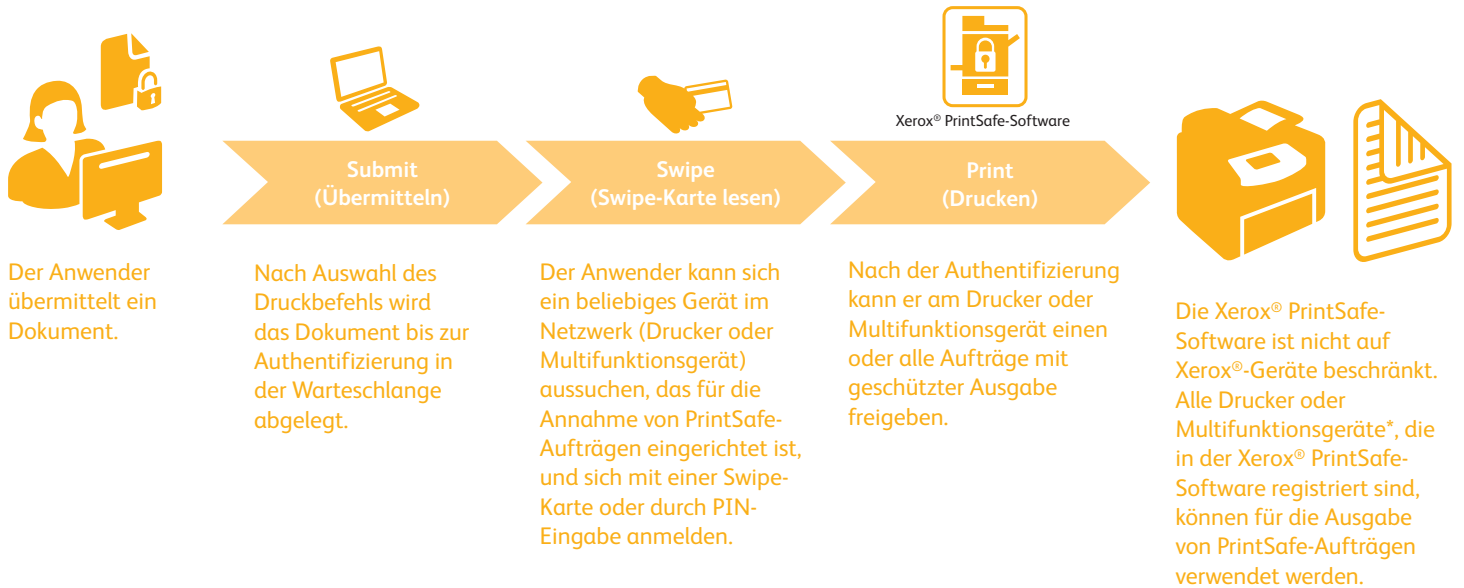 Xerox® PrintSafe-Software
Submit
(Übermitteln)
Swipe
(Swipe-Karte lesen)
Print
(Drucken)
Der Anwender
übermittelt ein
Dokument.
Nach Auswahl des
Druckbefehls wird
das Dokument bis zur
Authentifizierung in
der Warteschlange
abgelegt.
Der Anwender kann sich
ein beliebiges Gerät im
Netzwerk (Drucker oder
Multifunktionsgerät)
aussuchen, das für die
Annahme von PrintSafe-
Aufträgen eingerichtet ist,
und sich mit einer Swipe-
Karte oder durch PIN-
Eingabe anmelden.
Nach der Authentifizierung
kann er am Drucker oder
Multifunktionsgerät einen
oder alle Aufträge mit
geschützter Ausgabe
freigeben.
Die Xerox® PrintSafe-
Software ist nicht auf
Xerox®-Geräte beschränkt.
Alle Drucker oder
Multifunktionsgeräte*, die
in der Xerox® PrintSafe-
Software registriert sind,
können für die Ausgabe
von PrintSafe-Aufträgen
verwendet werden.